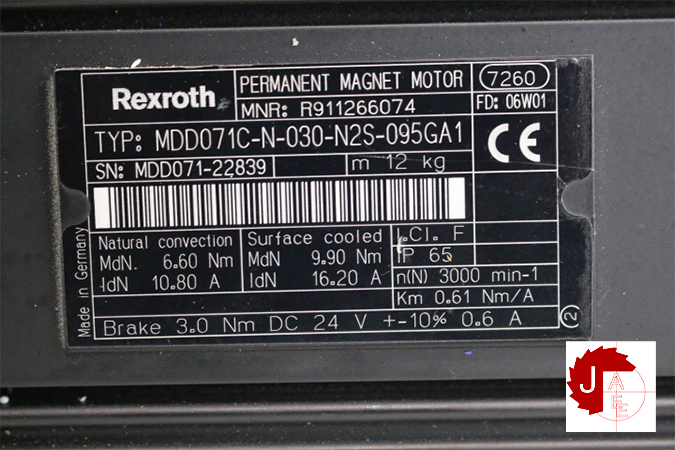 Rexroth
PERMANENT MAGNET MOTOR
7260
MNR: R911266074
FD: 06W01
TYP: MDD071C-N-030-N2S-095GA1
CE
SN: MDD071-22839
m 12 kg
Natural convection
MdN 6.60 Nm
IdN 10.80 A
Surface cooled
MdN 9.90 Nm
IdN 16.20 A
I.Cl. F
IP 65
n(N) 3000 min-1
Km 0.61 Nm/A
Brake 3.0 Nm DC 24 V +-10% 0.6 A
2
Made in Germany
J A
F